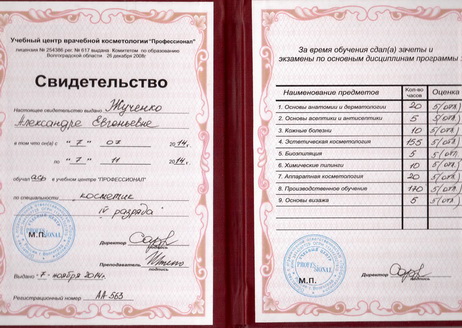 Учебный центр врачебной косметологии "Профессионал"
лицензия № 254386 рег. № 617 выдана Комитетом по образованию
Волгоградской области 26 декабря 2008г.
Свидетельство
Настоящее свидетельство выдано Жученко
Александре Евгеньевне
в том что он(а) с "7" 07 2014г.
по "7" 11 2014г.
обучалась в учебном центре "ПРОФЕССИОНАЛ"
по специальности косметик
IV разряда
М.П.
Директор
Преподаватель
подпись
Выдано "7" ноября 2014г.
Регистрационный номер АА-563
За время обучения сдал(а) зачеты и
экзамены по основным дисциплинам программы :
Наименование предметов Кол-во часов Оценка
1. Основы анатомии и дерматологии 20 5(отл.)
2. Основы асептики и антисептики 5 5(отл.)
3. Кожные болезни 10 5(отл.)
4. Эстетическая косметология 155 5(отл.)
5. Биоэпиляция 5 5(отл.)
6. Химические пилинги 10 5(отл.)
7. Аппаратная косметология 20 5(отл.)
8. Производственное обучение 170 5(отл.)
9. Основы визажа 5 5(отл.)
М.П.
Директор
подпись